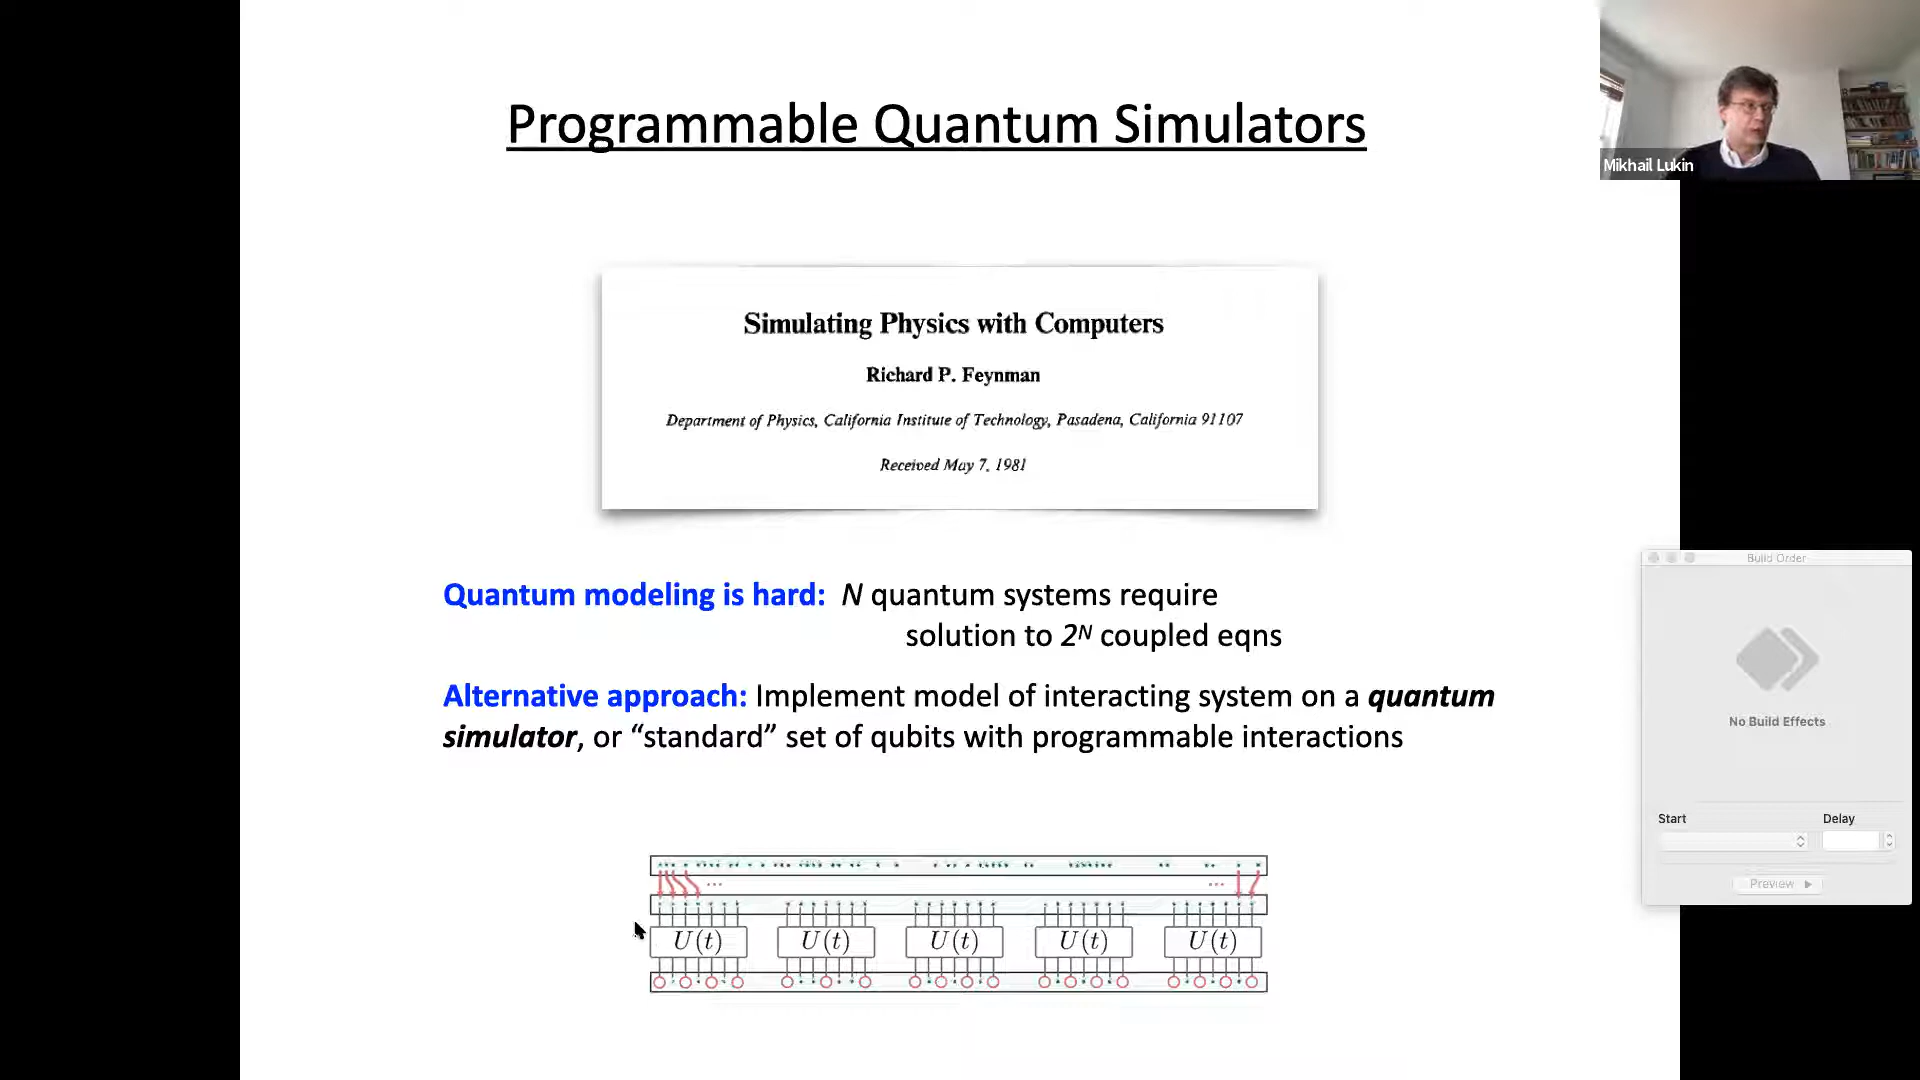 Programmable Quantum Simulators
Mikhail Lukin
Simulating Physics with Computers
Richard P. Feynman
Department of Physics, California Institute of Technology, Pasadena, California 91107
Received May 7, 1981
Quantum modeling is hard: N quantum systems require
solution to 2ᴺ coupled eqns
Alternative approach: Implement model of interacting system on a quantum
simulator, or “standard” set of qubits with programmable interactions
... ...
U(t) U(t) U(t) U(t) U(t)
Build Order
No Build Effects
Start Delay
Preview